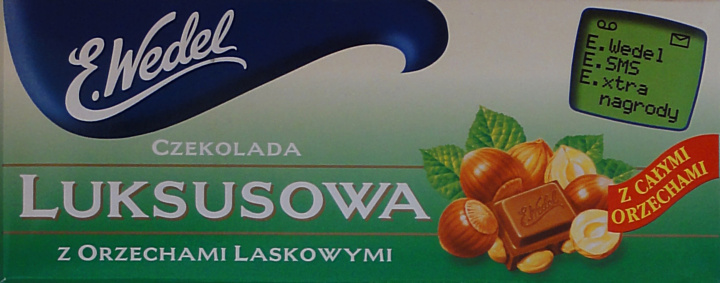 E.Wedel
E.Wedel
E.SMS
E.xtra
nagrody
CZEKOLADA
LUKSUSOWA
Z ORZECHAMI LASKOWYMI
E.Wedel
Z CAŁYMI
ORZECHAMI